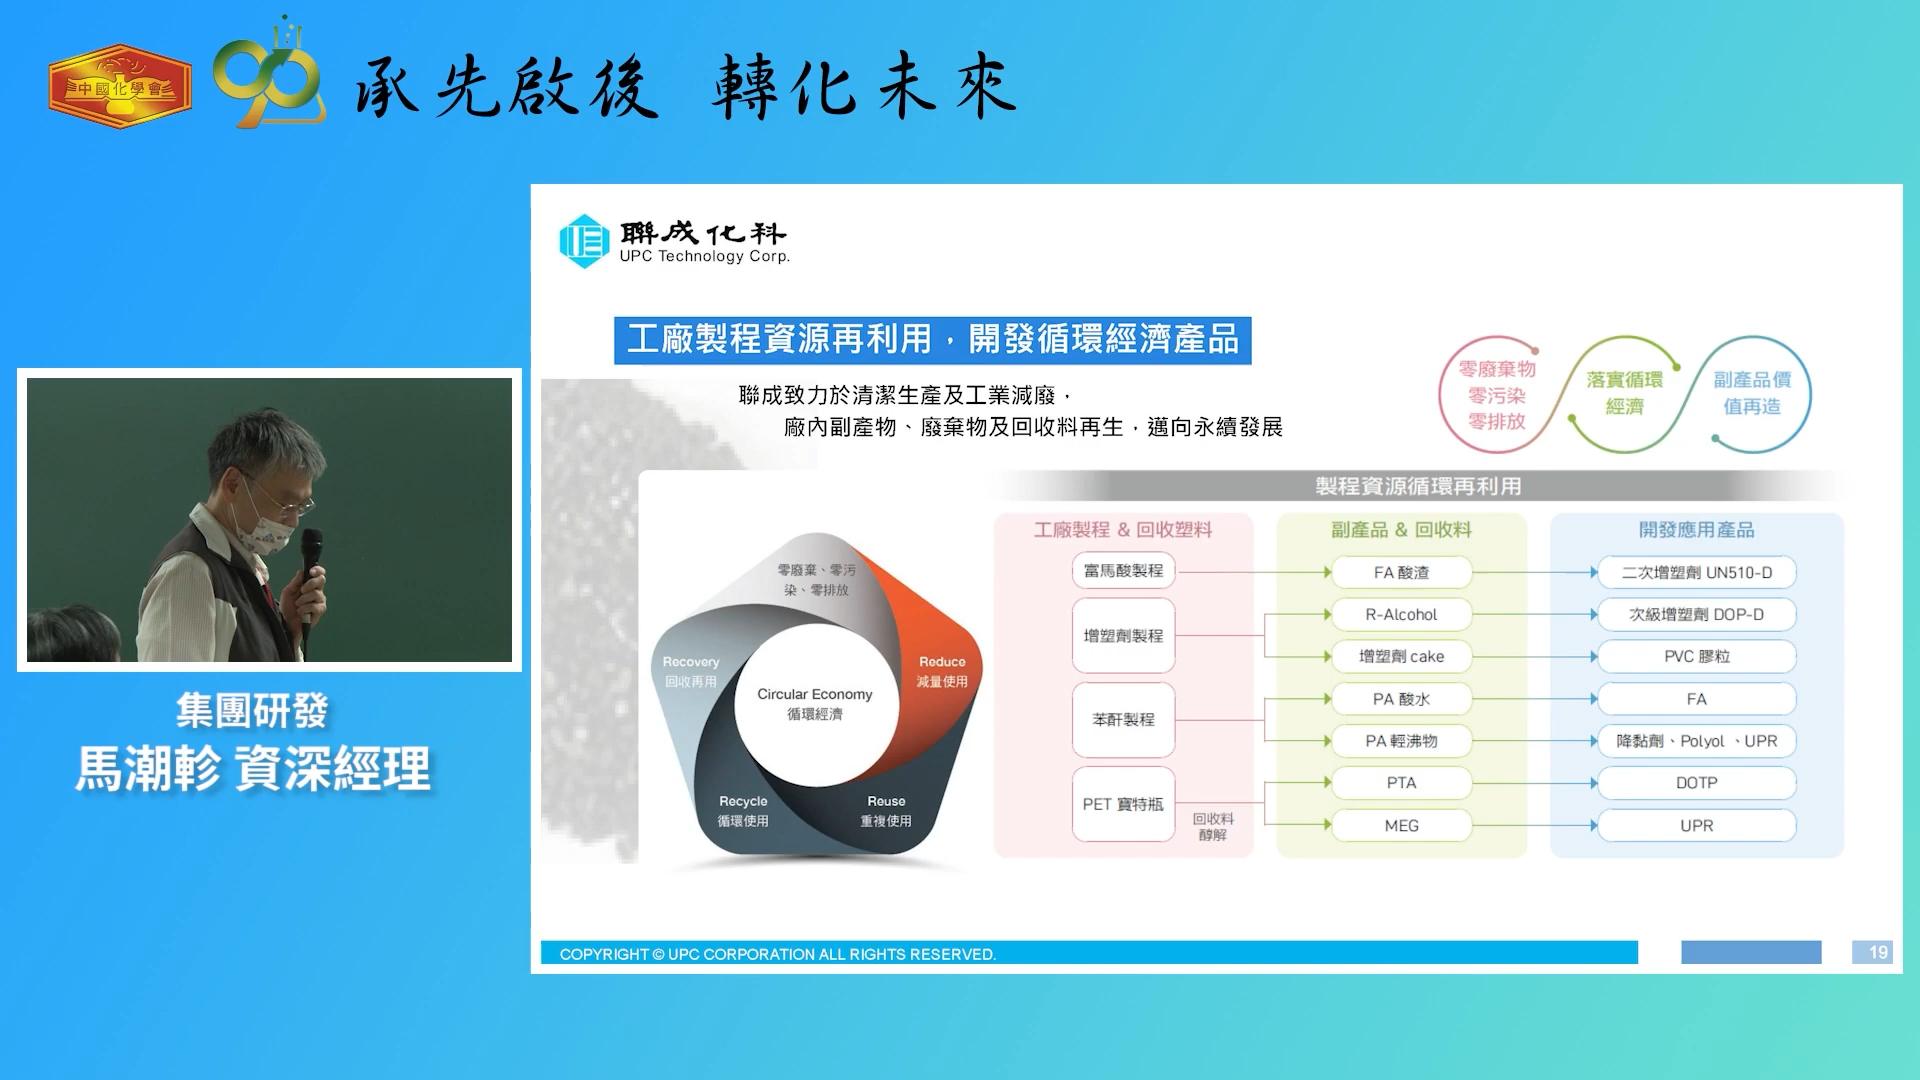 中國化學會
90
承先啟後 轉化未來
聯成化科
UPC Technology Corp.
工廠製程資源再利用，開發循環經濟產品
聯成致力於清潔生產及工業減廢，
廠內副產物、廢棄物及回收料再生，邁向永續發展
零廢棄物
零污染
零排放
落實循環
經濟
副產品價
值再造
零廢棄、零污
染、零排放
Recovery
回收再用
Reduce
減量使用
Circular Economy
循環經濟
Recycle
循環使用
Reuse
重複使用
製程資源循環再利用
工廠製程 & 回收塑料
副產品 & 回收料
開發應用產品
富馬酸製程
FA 酸渣
二次增塑劑 UN510-D
增塑劑製程
R-Alcohol
次級增塑劑 DOP-D
增塑劑 cake
PVC 膠粒
苯酐製程
PA 酸水
FA
PA 輕沸物
降黏劑、Polyol 、UPR
PET 寶特瓶
回收料
醇解
PTA
DOTP
MEG
UPR
COPYRIGHT © UPC CORPORATION ALL RIGHTS RESERVED.
19
集團研發
馬潮軫 資深經理